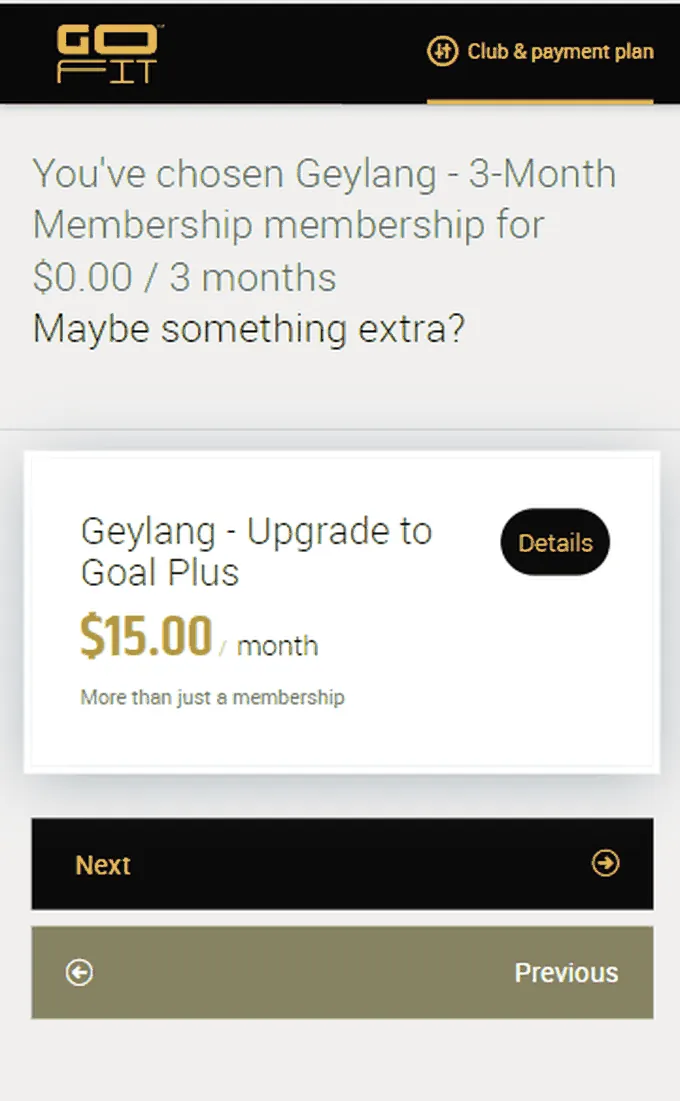 GO
FIT
Club & payment plan
You've chosen Geylang - 3-Month
Membership membership for
$0.00 / 3 months
Maybe something extra?
Geylang - Upgrade to
Goal Plus
Details
$15.00 / month
More than just a membership
Next
Previous